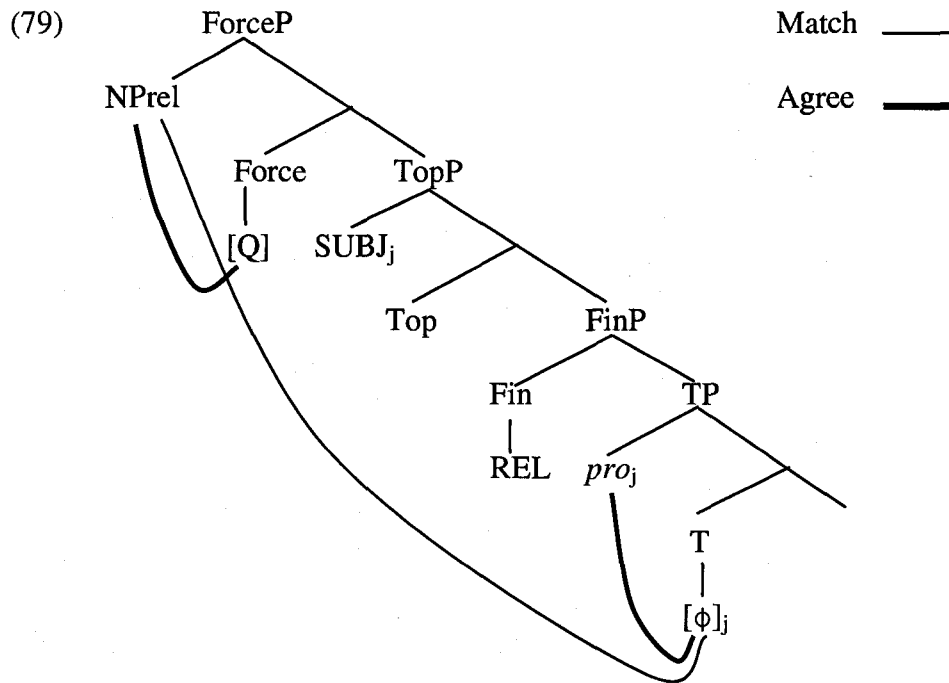 (79) ForceP Match
NPrel Agree
Force TopP
[Q] SUBJj
Top FinP
Fin TP
REL proj
T
[ϕ]j